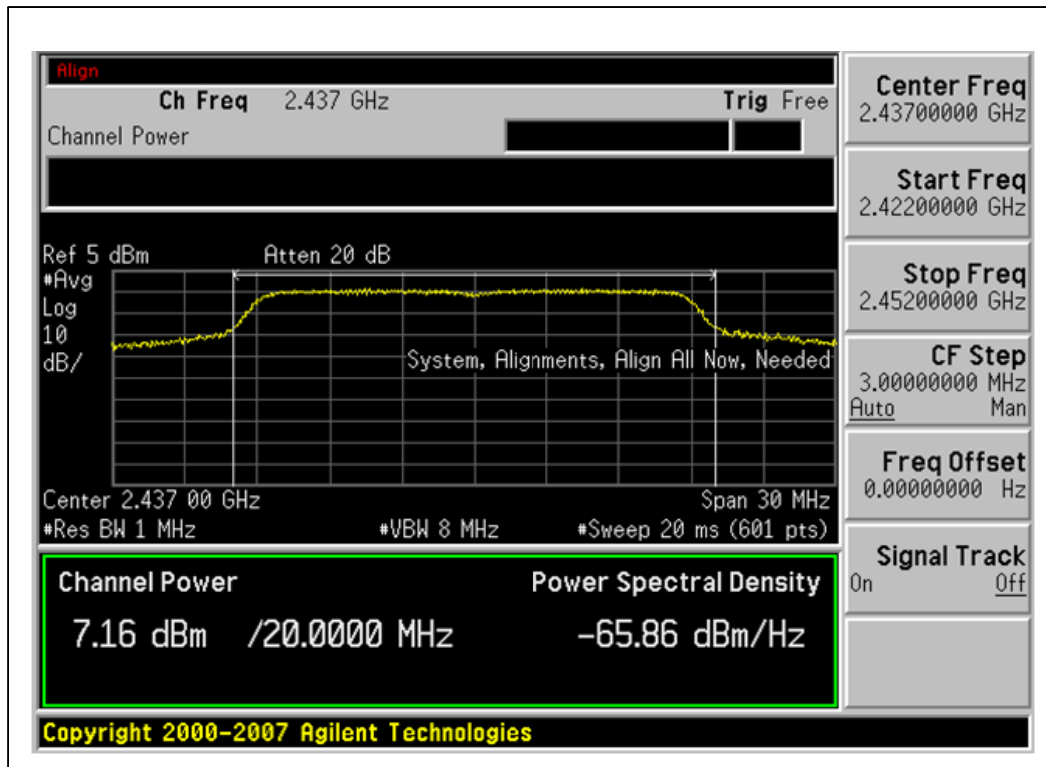 Align
Ch Freq 2.437 GHz Trig Free
Channel Power
Ref 5 dBm Atten 20 dB
#Avg
Log
10
dB/
System, Alignments, Align All Now, Needed
Center 2.437 00 GHz Span 30 MHz
#Res BW 1 MHz #VBW 8 MHz #Sweep 20 ms (601 pts)
Channel Power Power Spectral Density
7.16 dBm /20.0000 MHz -65.86 dBm/Hz
Copyright 2000-2007 Agilent Technologies
Center Freq
2.43700000 GHz
Start Freq
2.42200000 GHz
Stop Freq
2.45200000 GHz
CF Step
3.00000000 MHz
Auto Man
Freq Offset
0.00000000 Hz
Signal Track
On Off